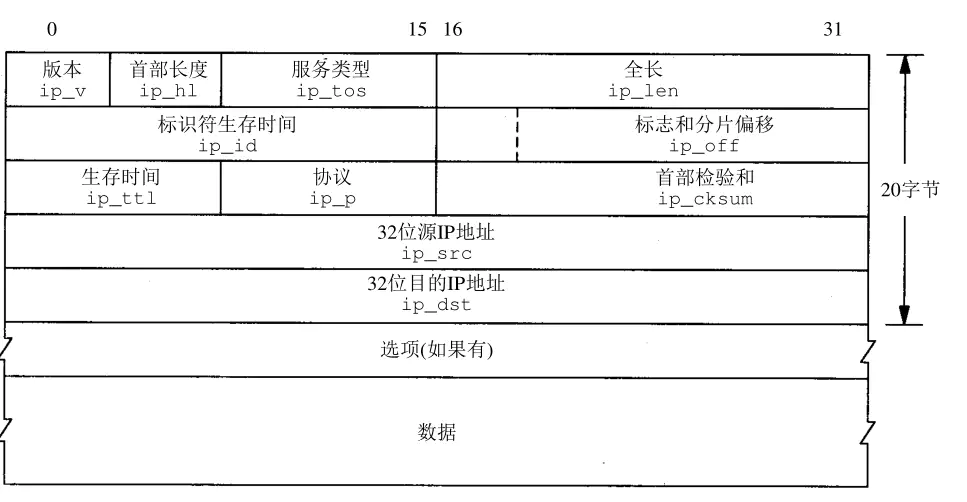 0 15 16 31
版本 首部长度 服务类型 全长
ip_v ip_hl ip_tos ip_len
标识符生存时间 标志和分片偏移
ip_id ip_off
生存时间 协议 首部检验和
ip_ttl ip_p ip_cksum
20字节
32位源IP地址
ip_src
32位目的IP地址
ip_dst
选项(如果有)
数据